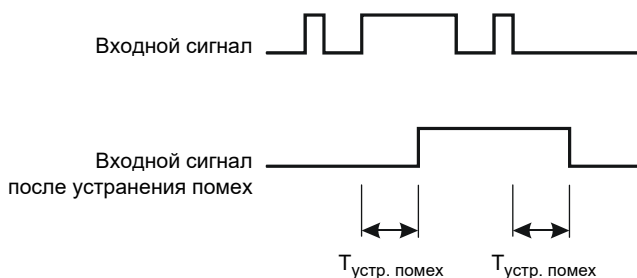 Входной сигнал
Входной сигнал
после устранения помех
Tустр. помех
Tустр. помех